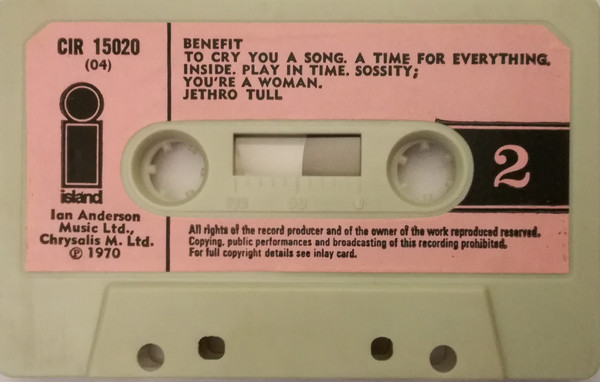 CIR 15020
(04)
island
Ian Anderson
Music Ltd.,
Chrysalis M. Ltd.
Ⓟ 1970
BENEFIT
TO CRY YOU A SONG. A TIME FOR EVERYTHING.
INSIDE. PLAY IN TIME. SOSSITY;
YOU'RE A WOMAN.
JETHRO TULL
2
All rights of the record producer and of the owner of the work reproduced reserved.
Copying, public performances and broadcasting of this recording prohibited.
For full copyright details see inlay card.